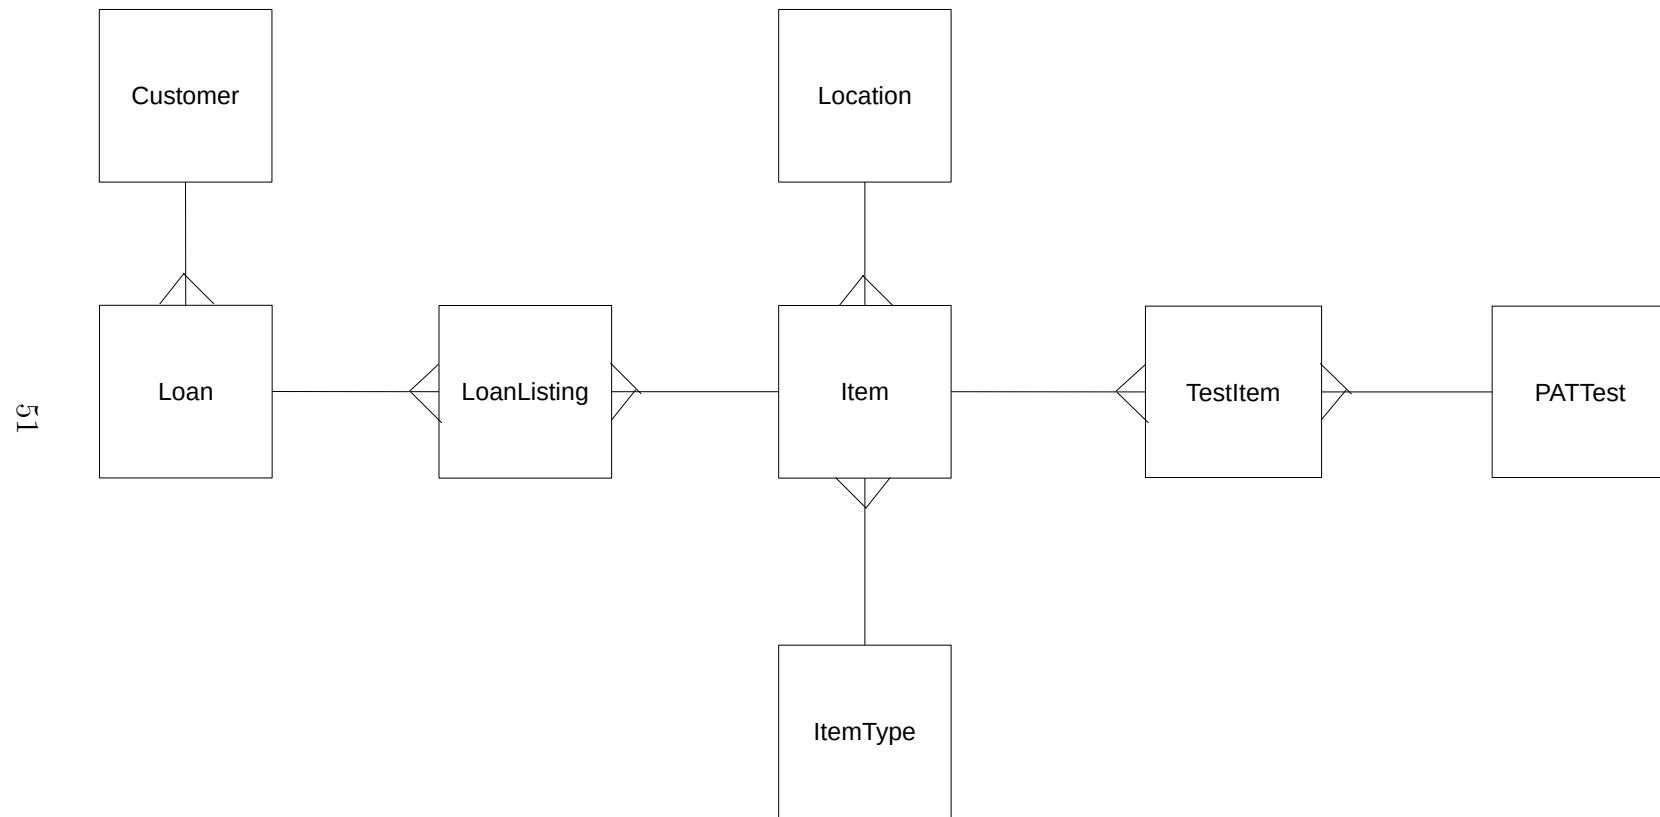 Customer
Location
Loan
LoanListing
Item
TestItem
PATTest
51
ItemType